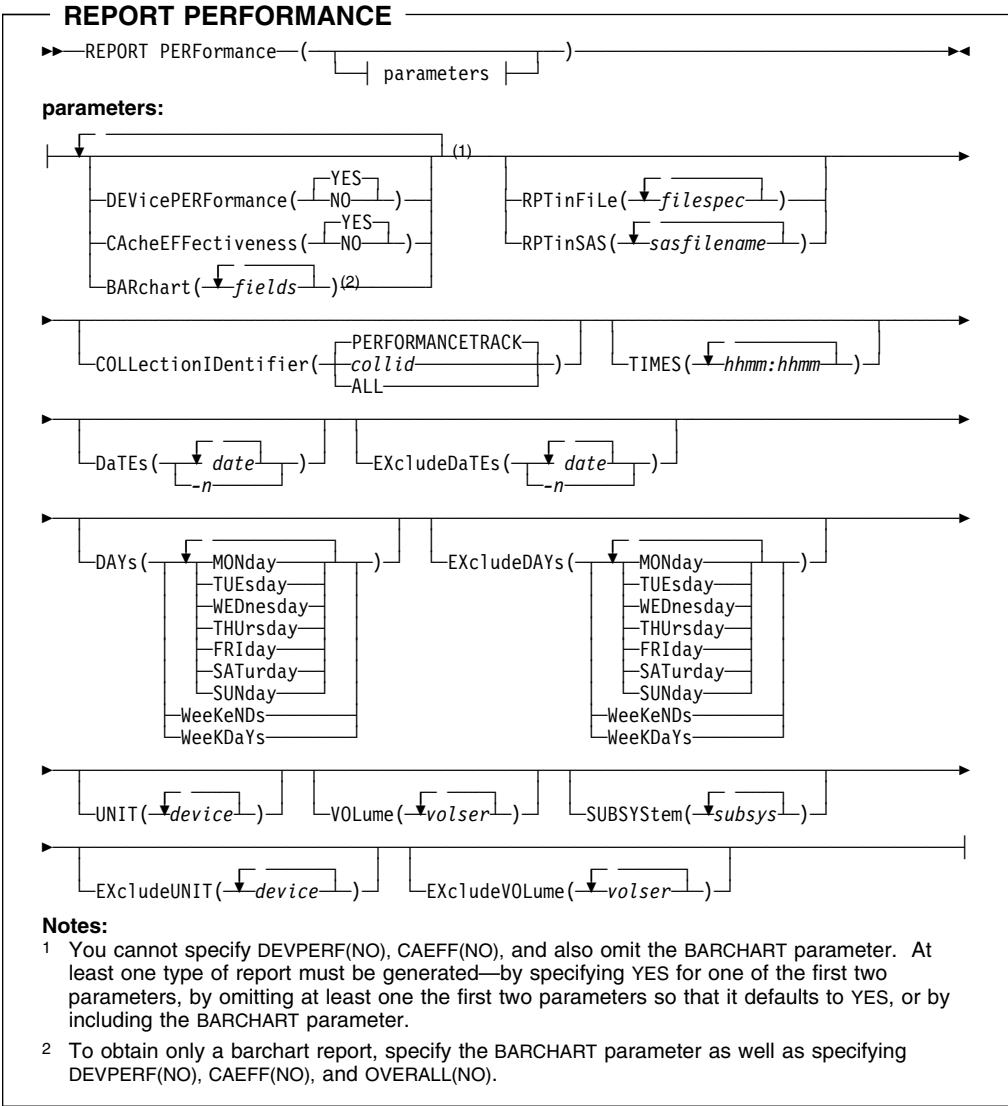 REPORT PERFORMANCE
REPORT PERFormance ( )
parameters
parameters:
(1)
YES
DEVicePERFormance( NO )
YES
CAcheEFFectiveness( NO )
BARchart( fields )(2)
RPTinFiLe( filespec )
RPTinSAS( sasfilename )
PERFORMANCETRACK
COLLectionIDentifier( collid )
ALL
TIMES( hhmm:hhmm )
DaTEs( date )
-n
EXcludeDaTEs( date )
-n
DAYs( MONday )
TUEsday
WEDnesday
THUrsday
FRIday
SATurday
SUNday
WeeKeNDs
WeeKDaYs
EXcludeDAYs( MONday )
TUEsday
WEDnesday
THUrsday
FRIday
SATurday
SUNday
WeeKeNDs
WeeKDaYs
UNIT( device )
VOLume( volser )
SUBSYStem( subsys )
EXcludeUNIT( device )
EXcludeVOLume( volser )
Notes:
1 You cannot specify DEVPERF(NO), CAEFF(NO), and also omit the BARCHART parameter. At
least one type of report must be generated—by specifying YES for one of the first two
parameters, by omitting at least one the first two parameters so that it defaults to YES, or by
including the BARCHART parameter.
2 To obtain only a barchart report, specify the BARCHART parameter as well as specifying
DEVPERF(NO), CAEFF(NO), and OVERALL(NO).